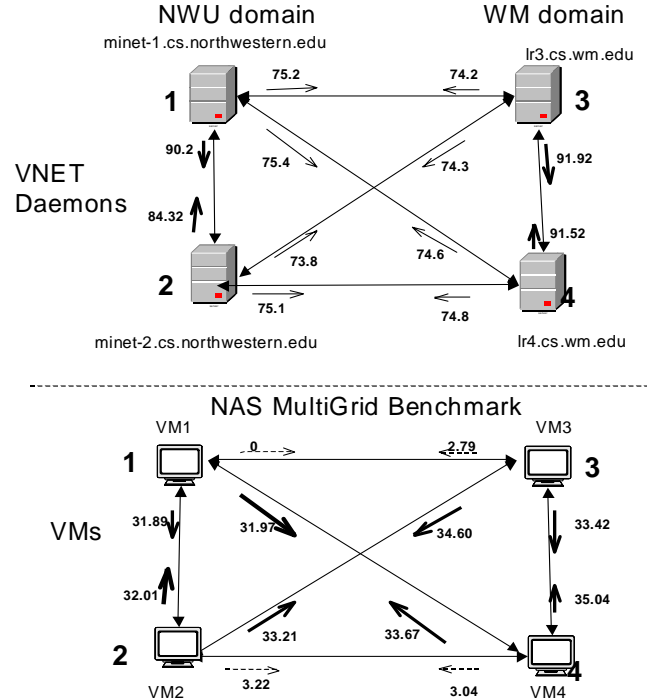 NWU domain
WM domain
minet-1.cs.northwestern.edu
lr3.cs.wm.edu
75.2
74.2
1
3
90.2
75.4
74.3
91.92
VNET
Daemons
84.32
73.8
74.6
91.52
2
4
75.1
74.8
minet-2.cs.northwestern.edu
lr4.cs.wm.edu
NAS MultiGrid Benchmark
VM1
VM3
0
2.79
1
3
31.89
31.97
34.60
33.42
VMs
32.01
33.21
33.67
35.04
2
4
3.22
3.04
VM2
VM4